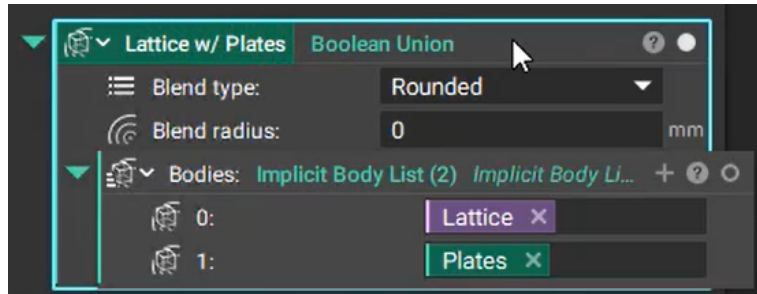 Lattice w/ Plates Boolean Union
Blend type: Rounded
Blend radius: 0 mm
Bodies: Implicit Body List (2) Implicit Body Li...
0: Lattice
1: Plates